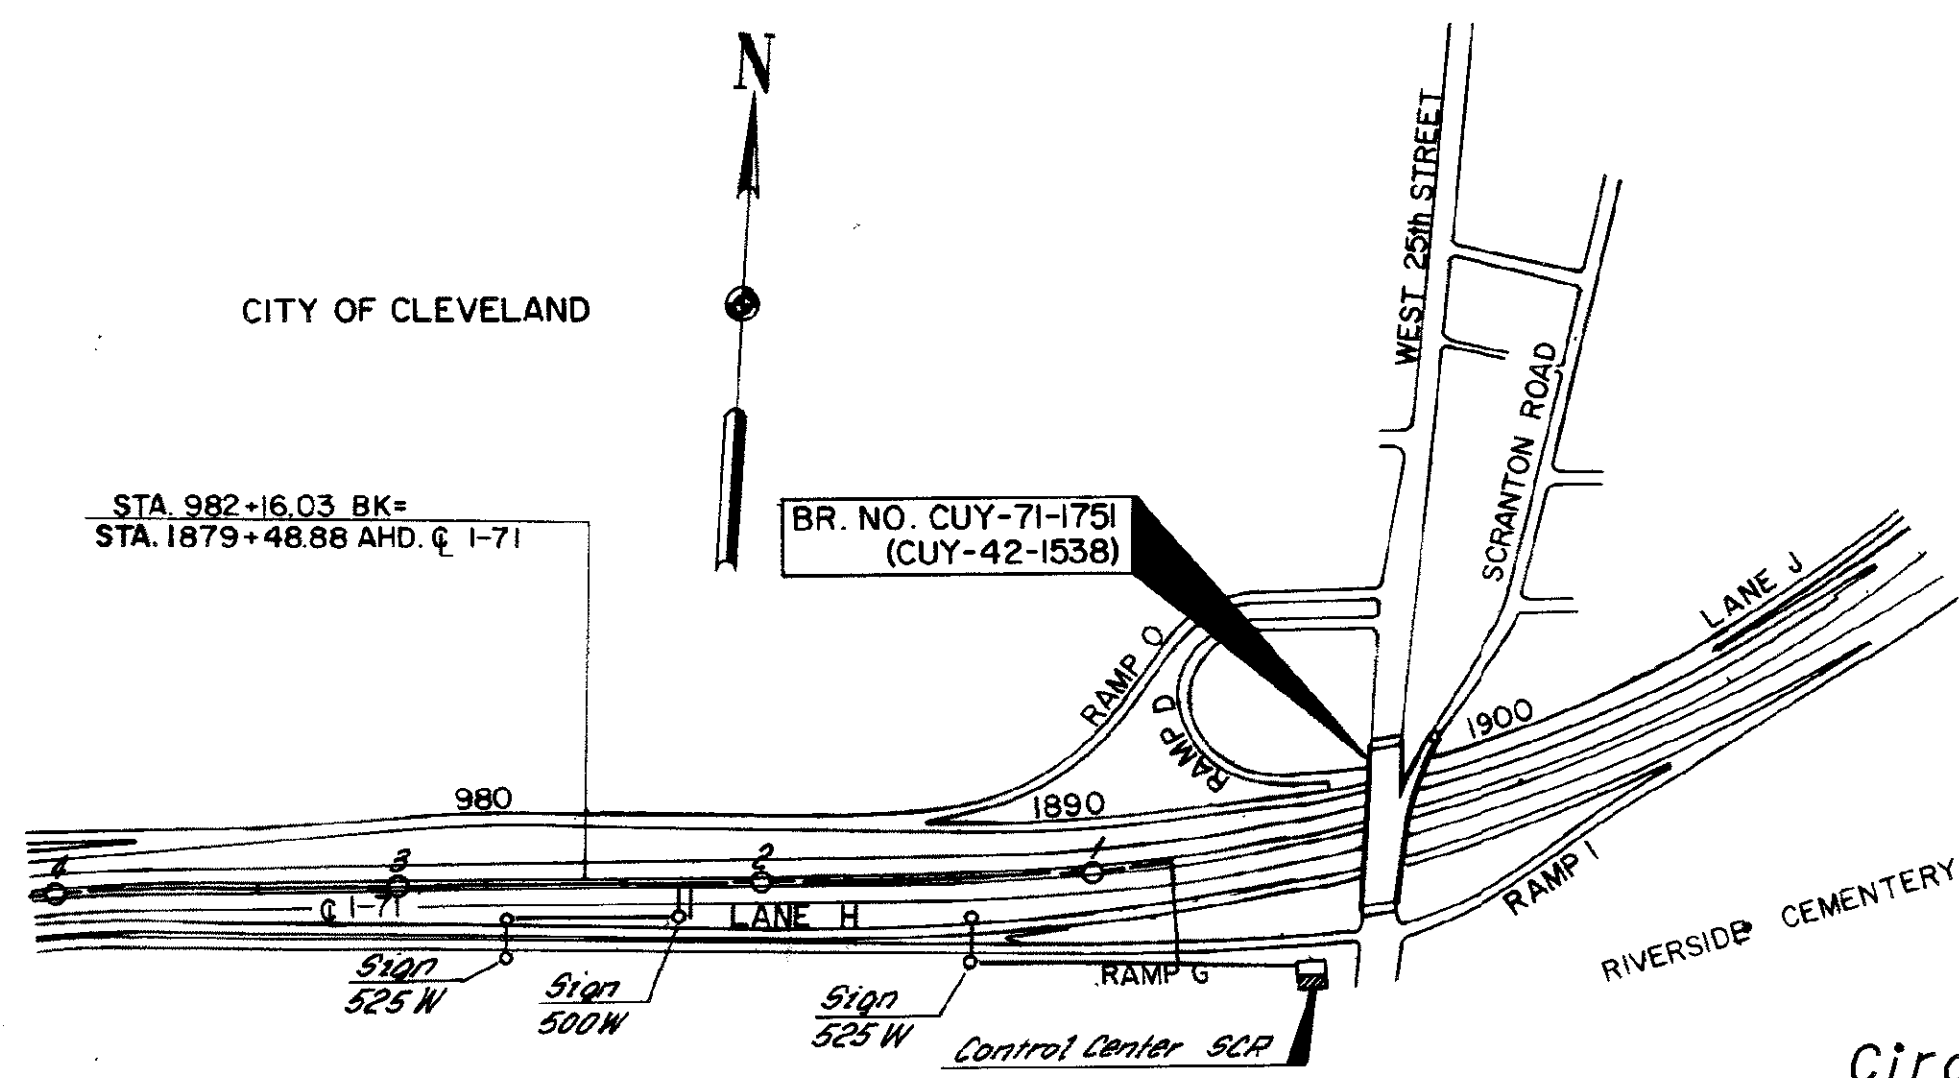 N
WEST 25th STREET
CITY OF CLEVELAND
SCRANTON ROAD
STA. 982+16.03 BK=
STA. 1879+48.88 AHD. ℄ I-71
BR. NO. CUY-71-1751
(CUY-42-1538)
LANE J
RAMP O
RAMP D
1900
980
1890
4
3
2
1
℄ I-71
LANE H
RAMP I
RIVERSIDE CEMENTERY
Sign
525 W
Sign
500 W
Sign
525 W
RAMP G
Control Center SCR